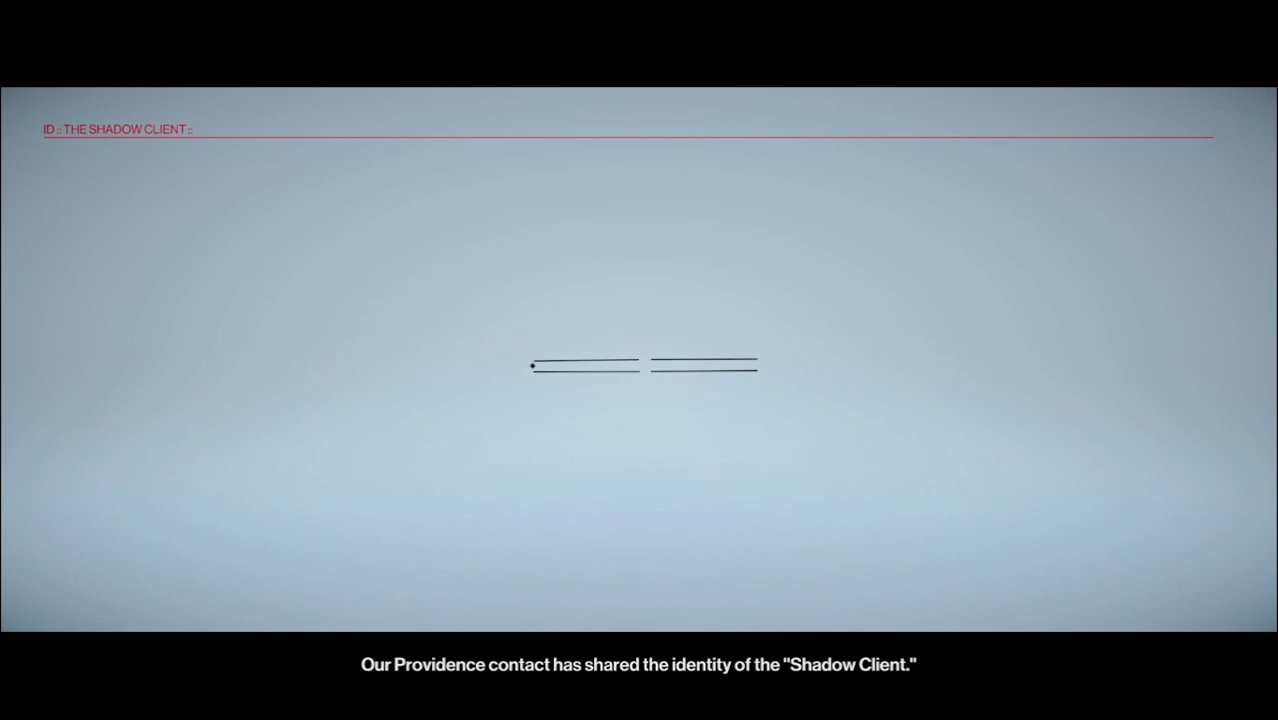 ID :: THE SHADOW CLIENT ::
Our Providence contact has shared the identity of the "Shadow Client."